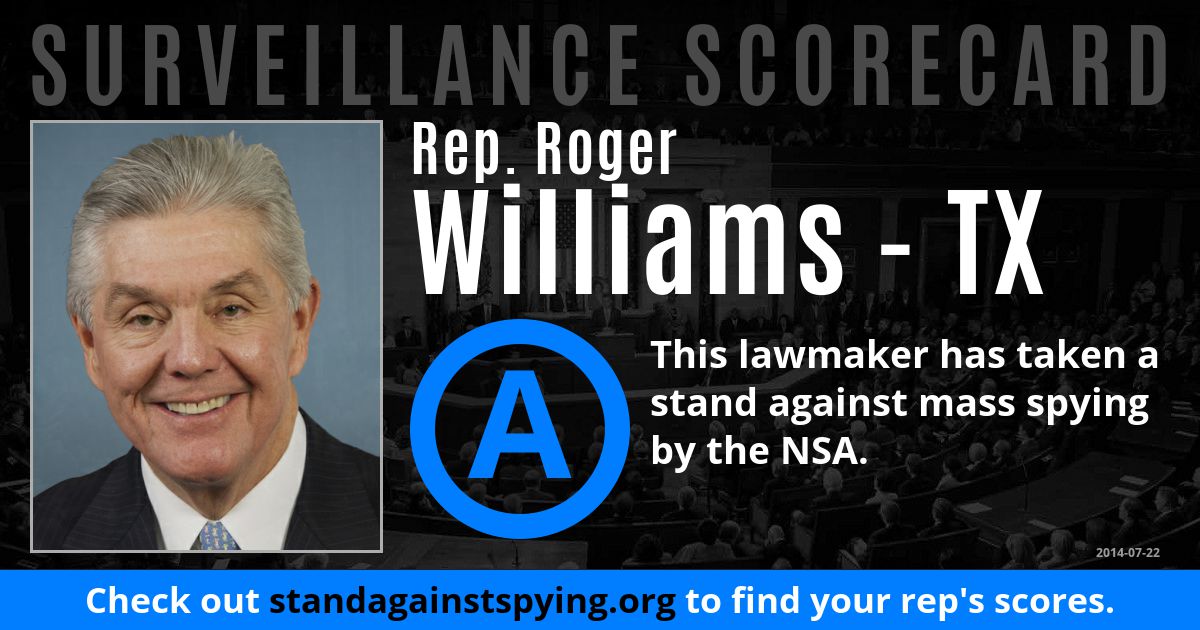 SURVEILLANCE SCORECARD
Rep. Roger
Williams - TX
A
This lawmaker has taken a
stand against mass spying
by the NSA.
2014-07-22
Check out standagainstspying.org to find your rep's scores.